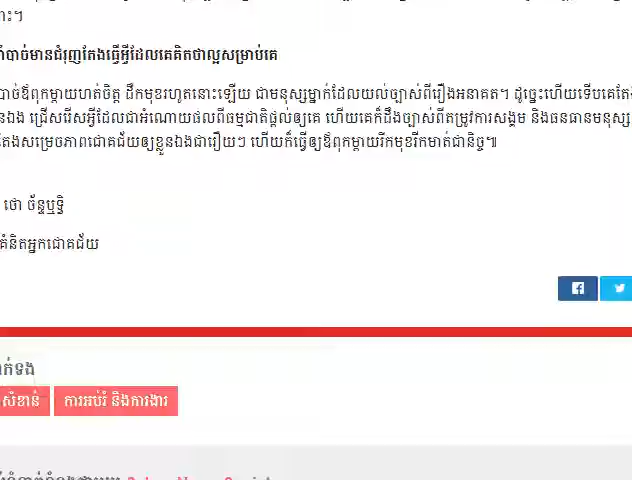 ាំបាច់មានជំរុញតែងធ្វើអ្វីដែលគេគិតថាល្អសម្រាប់គេ
បាច់ឪពុកម្ដាយហត់ចិត្ត ដឹកមុខរហូតនោះឡើយ ជាមនុស្សម្នាក់ដែលយល់ច្បាស់ពីរឿងអនាគត។ ដូច្នេះហើយទើបគេតែ
នឯង ជ្រើសរើសអ្វីដែលជាអំណោយផលពីធម្មជាតិផ្ដល់ឲ្យគេ ហើយគេក៏ដឹងច្បាស់ពីតម្រូវការសង្គម និងធនធានមនុស្ស
តែងសម្រេចភាពជោគជ័យឲ្យខ្លួនឯងជារឿយៗ ហើយក៏ធ្វើឲ្យឪពុកម្ដាយរីកមុខរីកមាត់ជានិច្ច៕
ថោ ច័ន្ទឬទ្ធិ
គំនិតអ្នកជោគជ័យ
ក់ទង
សំខាន់ ការអប់រំ និងការងារ